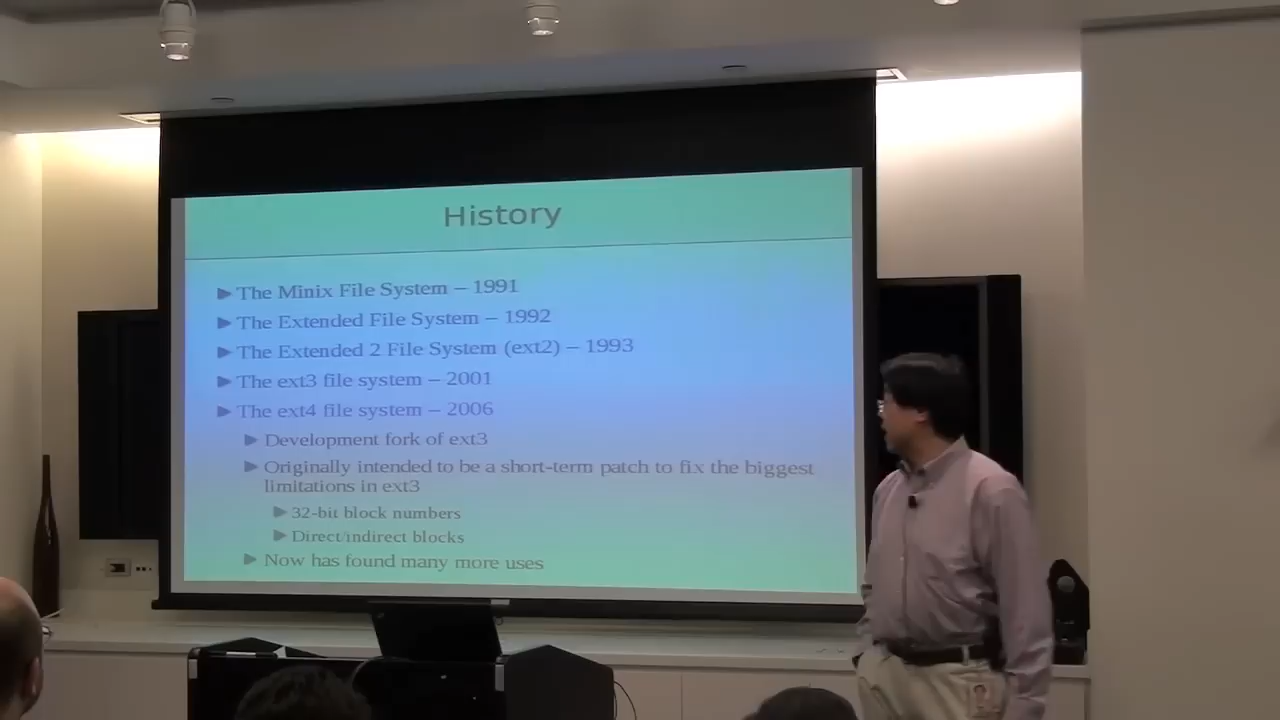 History
The Minix File System – 1991
The Extended File System – 1992
The Extended 2 File System (ext2) – 1993
The ext3 file system – 2001
The ext4 file system – 2006
Development fork of ext3
Originally intended to be a short-term patch to fix the biggest
limitations in ext3
32-bit block numbers
Direct/indirect blocks
Now has found many more uses